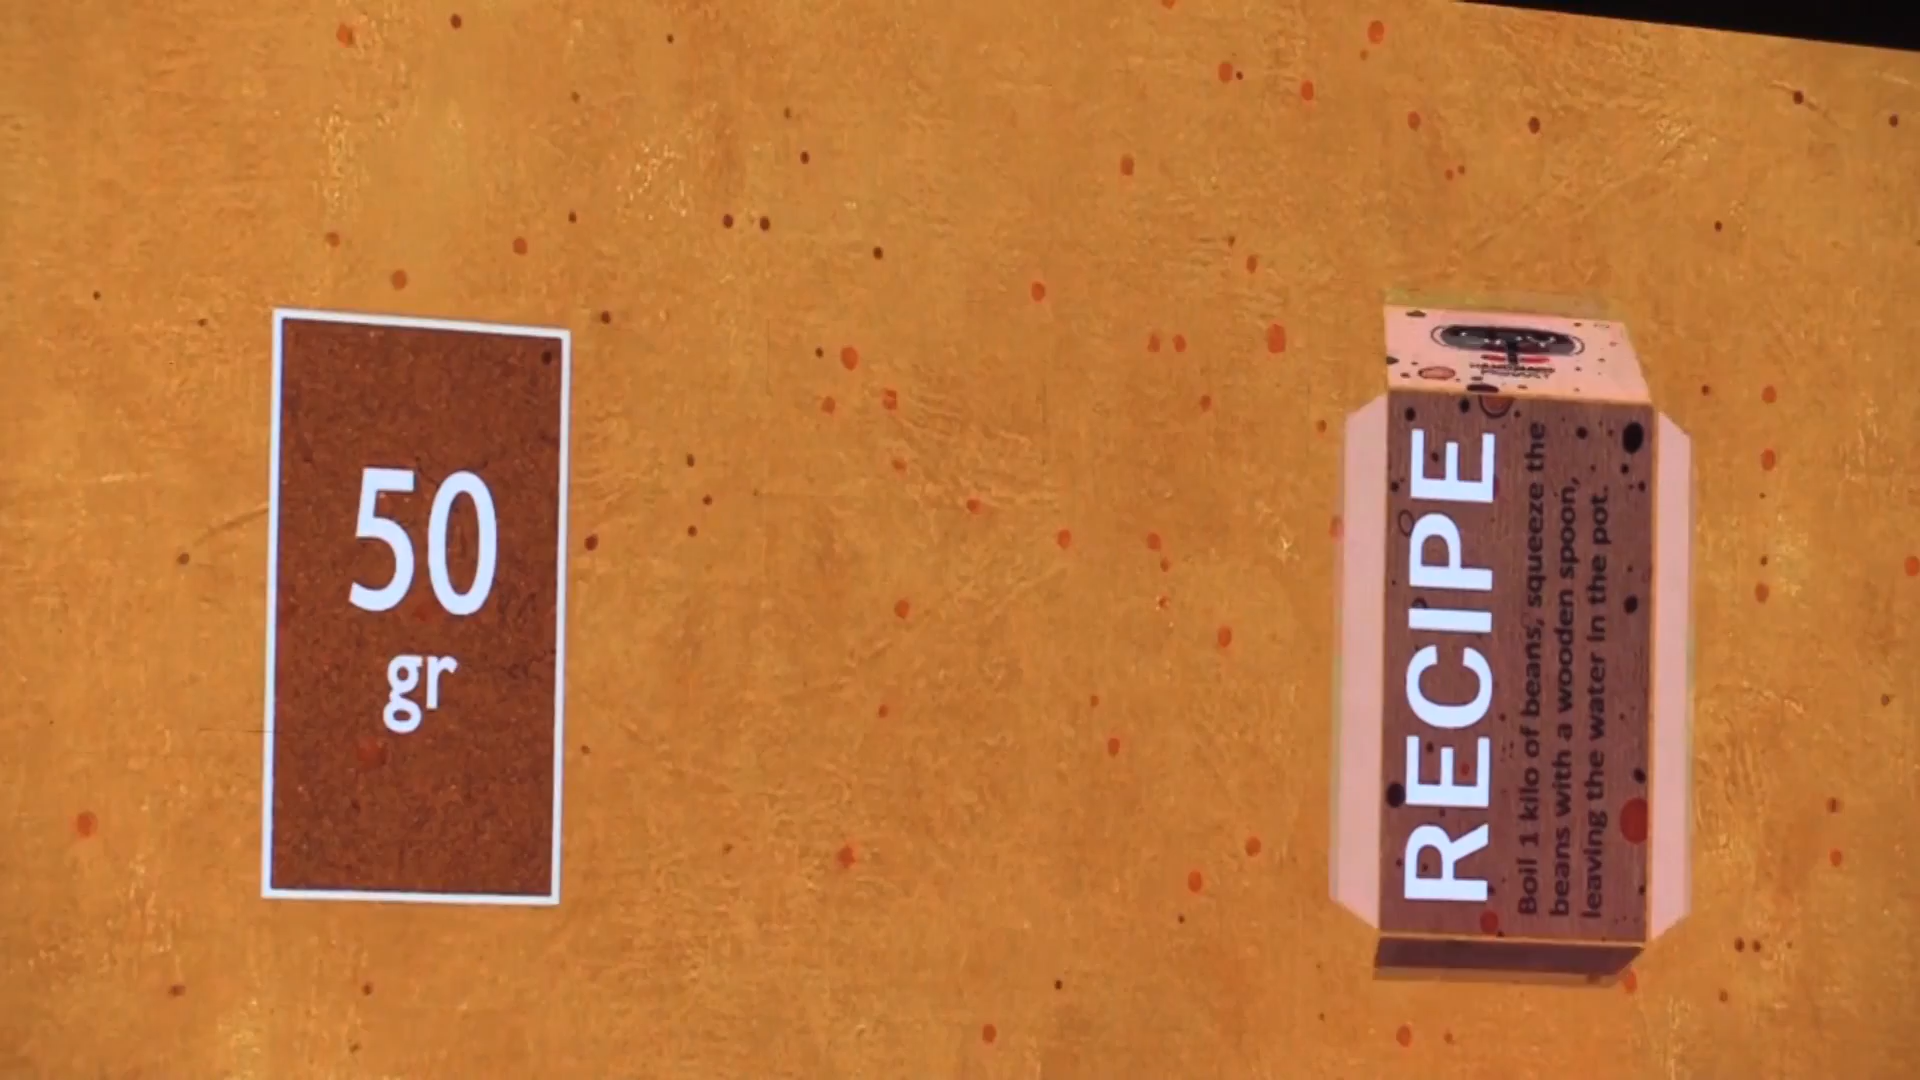 50
gr
RECIPE
Boil 1 kilo of beans, squeeze the
beans with a wooden spoon,
leaving the water in the pot.